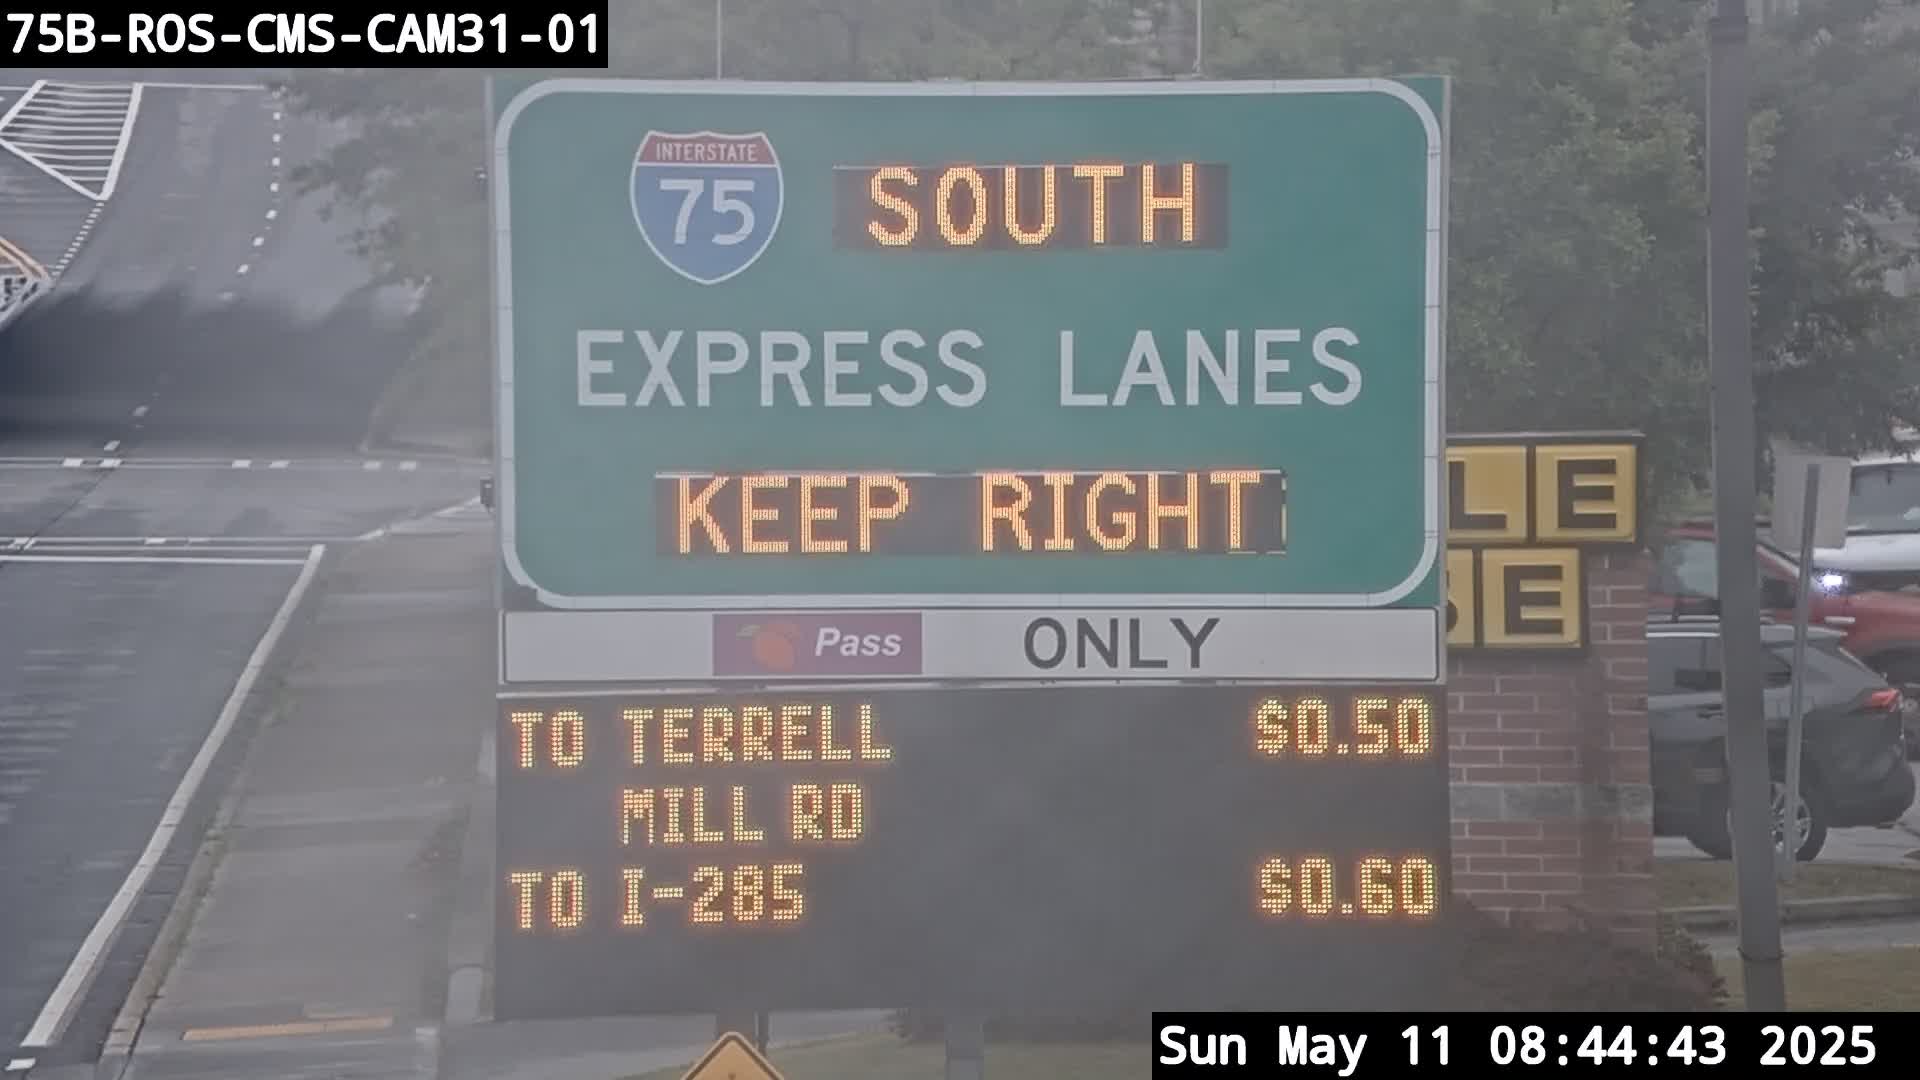 75B-ROS-CMS-CAM31-01
INTERSTATE
75
SOUTH
EXPRESS LANES
KEEP RIGHT
Pass ONLY
LE
E
TO TERRELL $0.50
MILL RD
TO I-285 $0.60
Sun May 11 08:44:43 2025